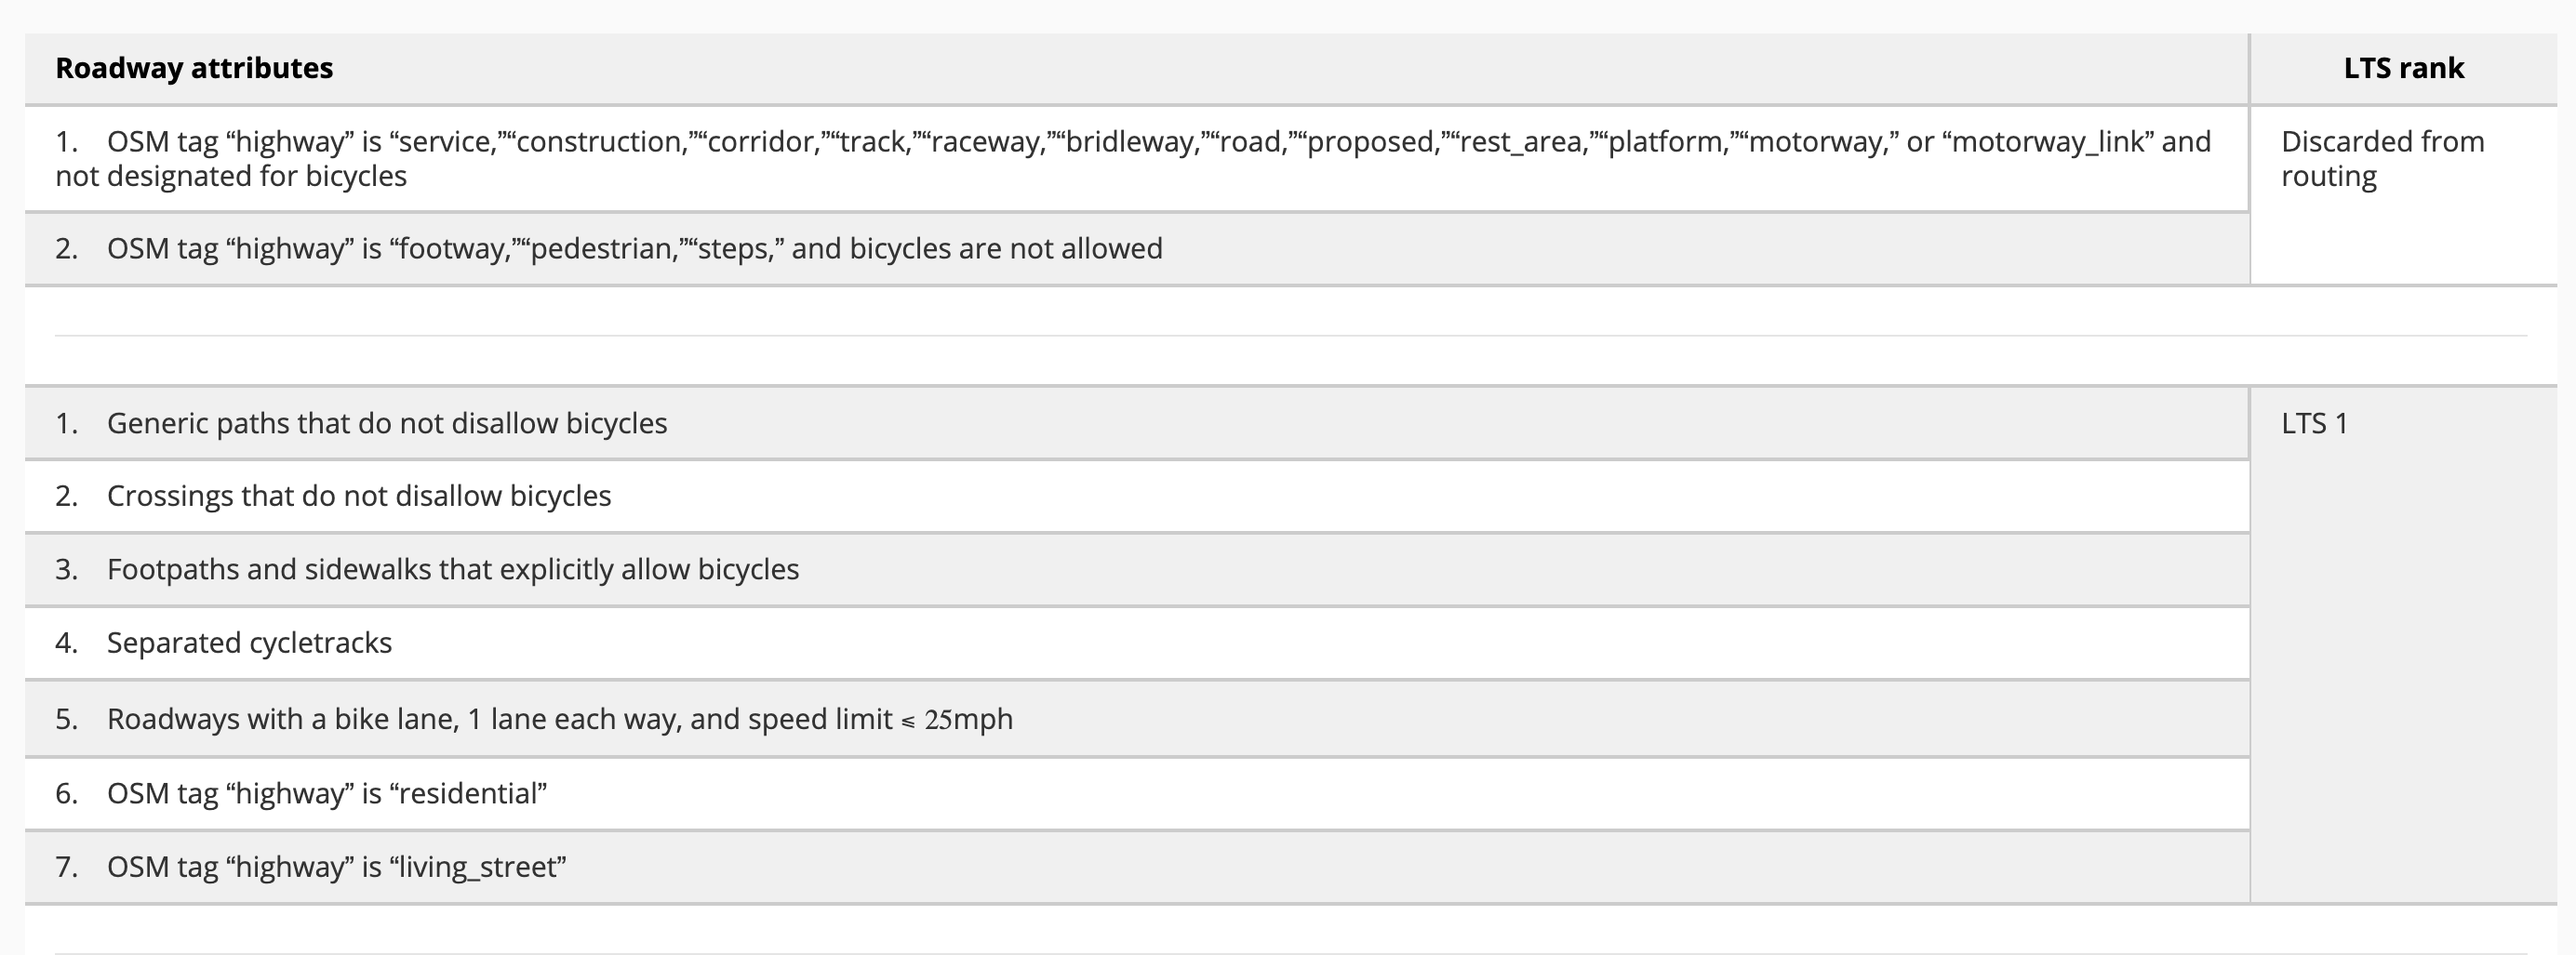 Roadway attributes LTS rank
1. OSM tag “highway” is “service,”“construction,”“corridor,”“track,”“raceway,”“bridleway,”“road,”“proposed,”“rest_area,”“platform,”“motorway,” or “motorway_link” and
not designated for bicycles
Discarded from
routing
2. OSM tag “highway” is “footway,”“pedestrian,”“steps,” and bicycles are not allowed
1. Generic paths that do not disallow bicycles
LTS 1
2. Crossings that do not disallow bicycles
3. Footpaths and sidewalks that explicitly allow bicycles
4. Separated cycletracks
5. Roadways with a bike lane, 1 lane each way, and speed limit ⩽ 25mph
6. OSM tag “highway” is “residential”
7. OSM tag “highway” is “living_street”